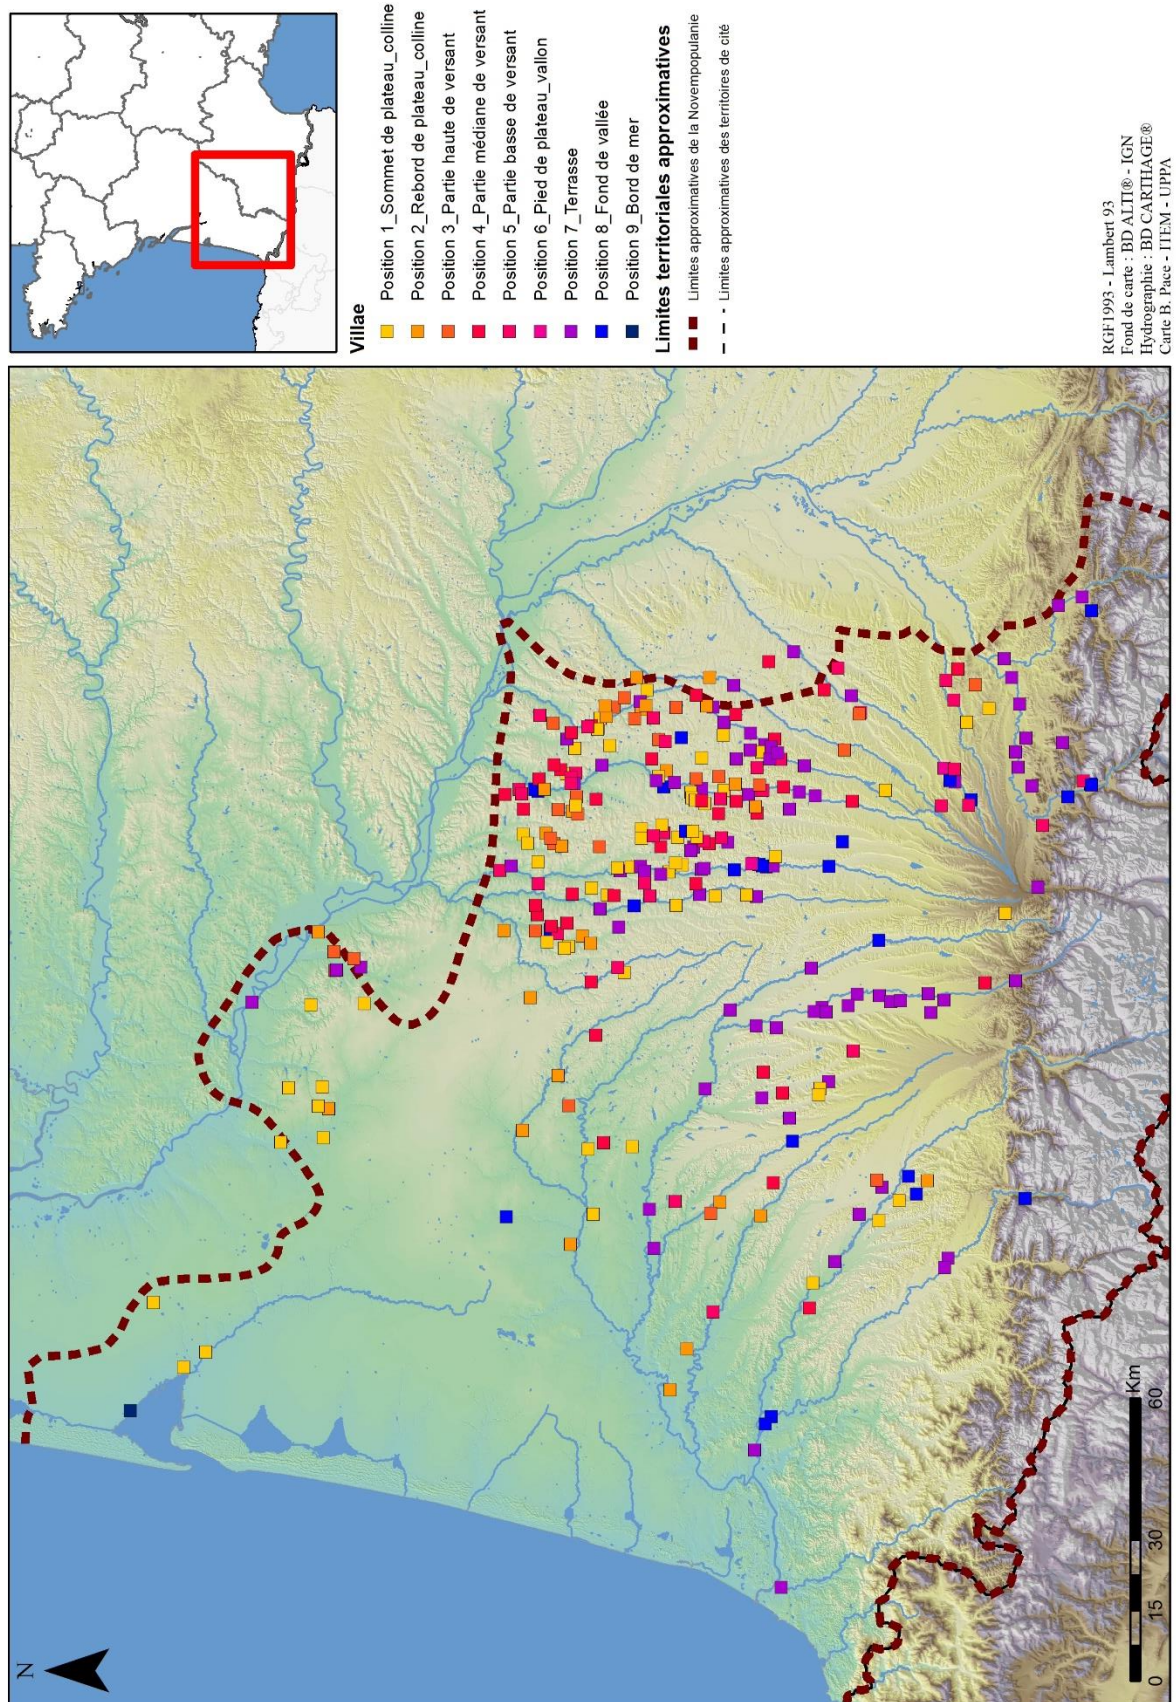 N
0
15
30
60
Km
Villae
Position 1_Sommet de plateau_colline
Position 2_Rebord de plateau_colline
Position 3_Partie haute de versant
Position 4_Partie médiane de versant
Position 5_Partie basse de versant
Position 6_Pied de plateau_vallon
Position 7_Terrasse
Position 8_Fond de vallée
Position 9_Bord de mer
Limites territoriales approximatives
Limites approximatives de la Novempopulanie
Limites approximatives des territoires de cité
RGF1993 - Lambert 93
Fond de carte : BD ALTI® - IGN
Hydrographie : BD CARTHAGE®
Carte B. Pace - ITEM - UPPA